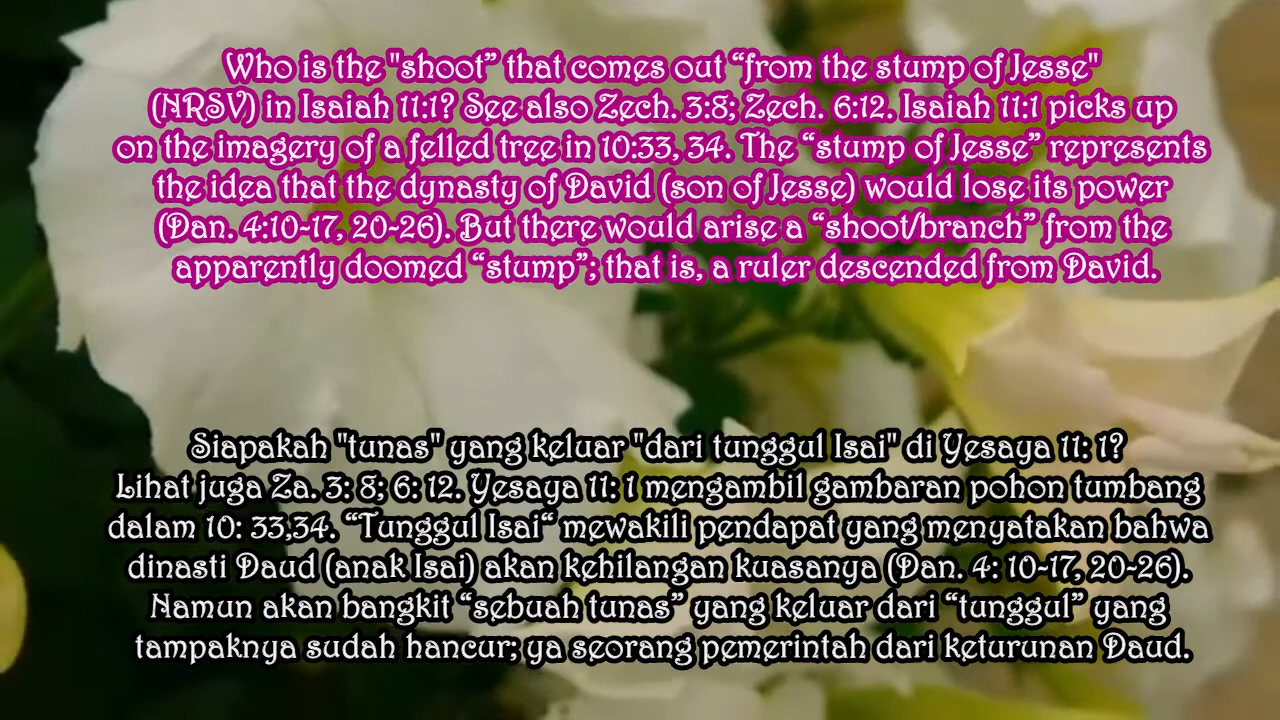 Who is the "shoot” that comes out “from the stump of Jesse"
(NRSV) in Isaiah 11:1? See also Zech. 3:8; Zech. 6:12. Isaiah 11:1 picks up
on the imagery of a felled tree in 10:33, 34. The “stump of Jesse” represents
the idea that the dynasty of David (son of Jesse) would lose its power
(Dan. 4:10-17, 20-26). But there would arise a “shoot/branch” from the
apparently doomed “stump”; that is, a ruler descended from David.
Siapakah "tunas" yang keluar "dari tunggul Isai" di Yesaya 11: 1?
Lihat juga Za. 3: 8; 6: 12. Yesaya 11: 1 mengambil gambaran pohon tumbang
dalam 10: 33,34. “Tunggul Isai“ mewakili pendapat yang menyatakan bahwa
dinasti Daud (anak Isai) akan kehilangan kuasanya (Dan. 4: 10-17, 20-26).
Namun akan bangkit “sebuah tunas” yang keluar dari “tunggul” yang
tampaknya sudah hancur; ya seorang pemerintah dari keturunan Daud.